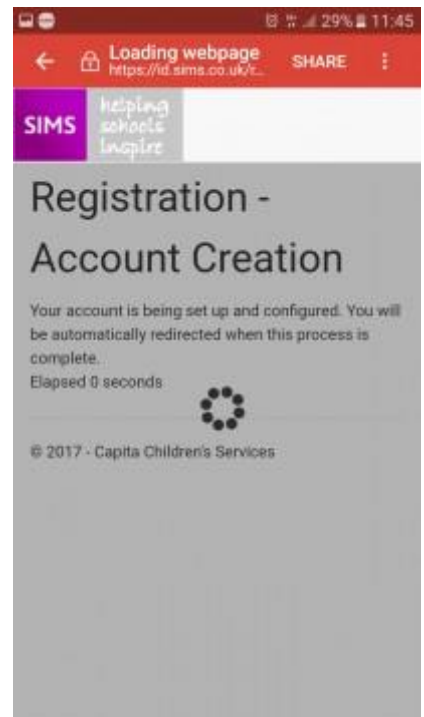 29% 11:45
Loading webpage
https://id.sims.co.uk/r...
SHARE
SIMS
helping
schools
inspire
Registration -
Account Creation
Your account is being set up and configured. You will
be automatically redirected when this process is
complete.
Elapsed 0 seconds
© 2017 - Capita Children's Services